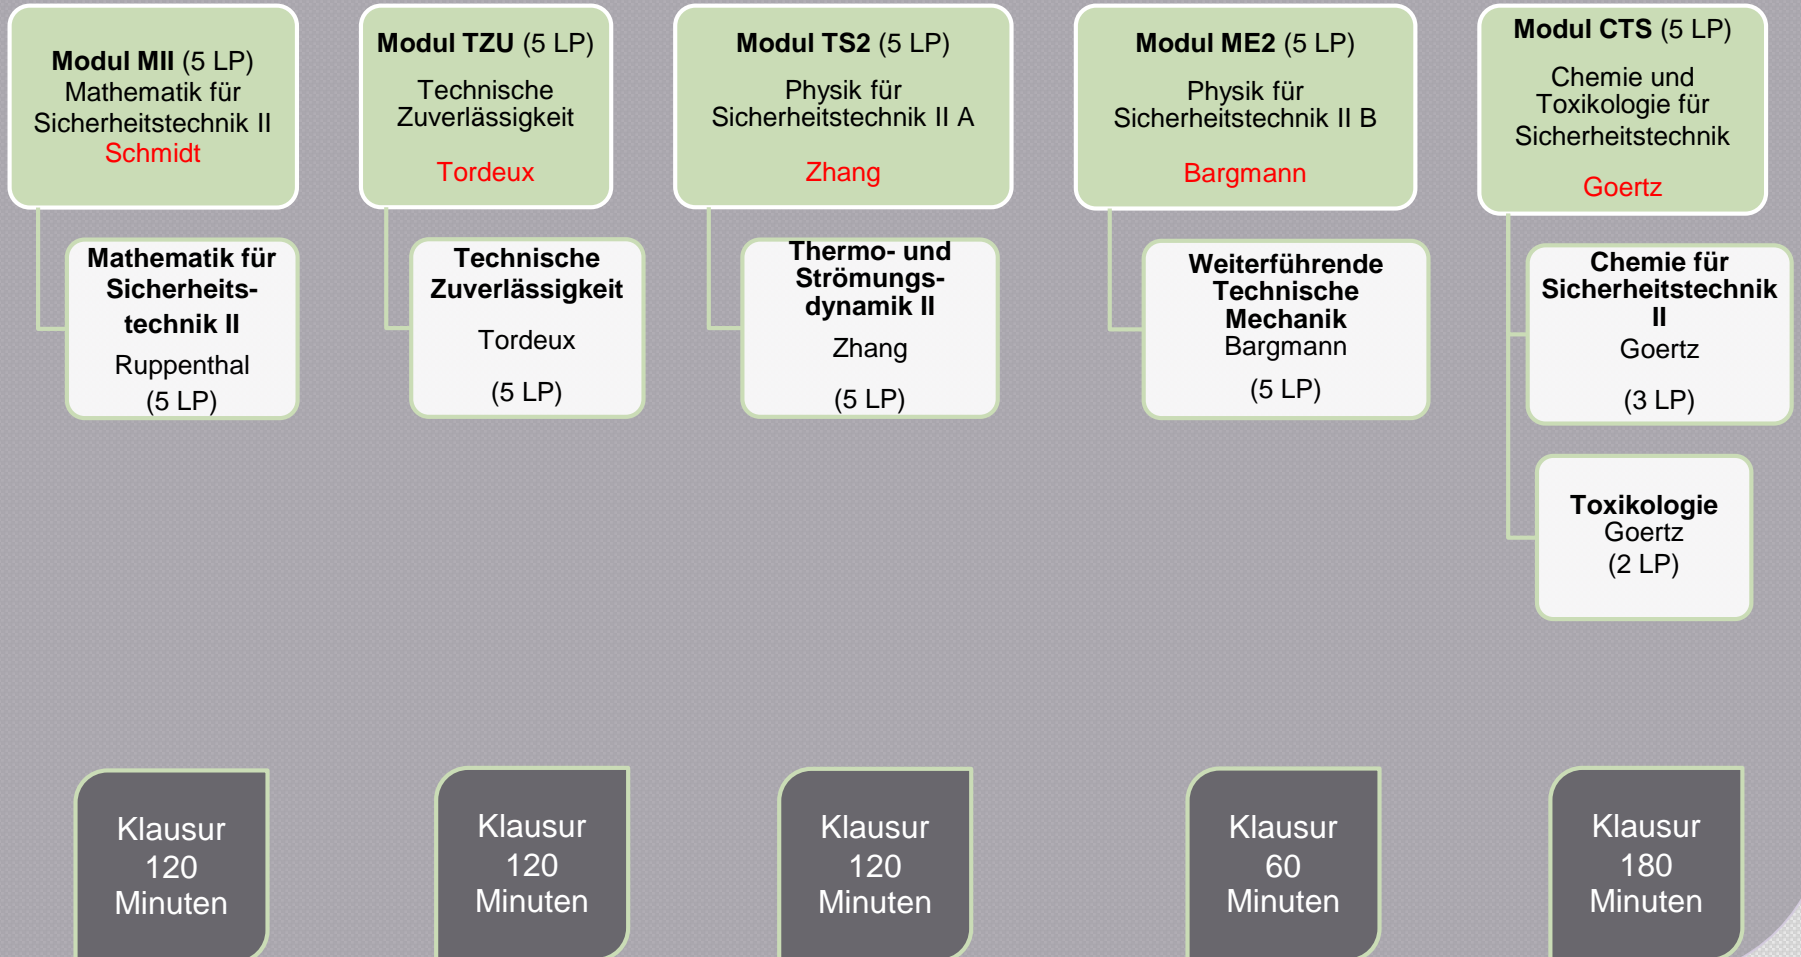 Modul MII (5 LP)
Mathematik für
Sicherheitstechnik II
Schmidt
Modul TZU (5 LP)
Technische
Zuverlässigkeit
Tordeux
Modul TS2 (5 LP)
Physik für
Sicherheitstechnik II A
Zhang
Modul ME2 (5 LP)
Physik für
Sicherheitstechnik II B
Bargmann
Modul CTS (5 LP)
Chemie und
Toxikologie für
Sicherheitstechnik
Goertz
Mathematik für
Sicherheits-
technik II
Ruppenthal
(5 LP)
Technische
Zuverlässigkeit
Tordeux
(5 LP)
Thermo- und
Strömungs-
dynamik II
Zhang
(5 LP)
Weiterführende
Technische
Mechanik
Bargmann
(5 LP)
Chemie für
Sicherheitstechnik
II
Goertz
(3 LP)
Toxikologie
Goertz
(2 LP)
Klausur
120
Minuten
Klausur
120
Minuten
Klausur
120
Minuten
Klausur
60
Minuten
Klausur
180
Minuten